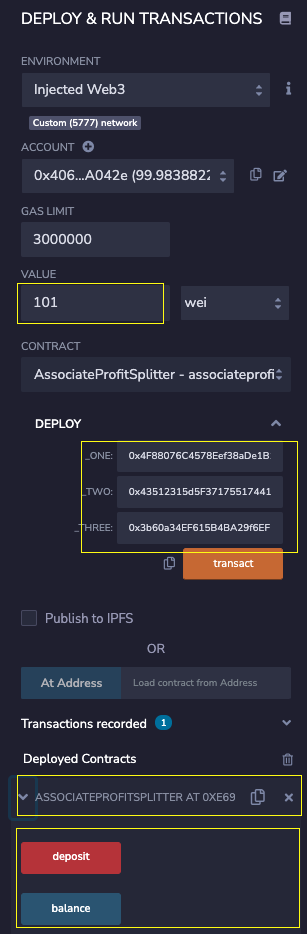 DEPLOY & RUN TRANSACTIONS
ENVIRONMENT
Injected Web3
Custom (5777) network
ACCOUNT
0x406...A042e (99.9838822
GAS LIMIT
3000000
VALUE
101 wei
CONTRACT
AssociateProfitSplitter - associateprofi
DEPLOY
_ONE: 0x4F88076C4578Eef38aDe1B
_TWO: 0x43512315d5F37175517441
_THREE: 0x3b60a34EF615B4BA29f6EF
transact
Publish to IPFS
OR
At Address Load contract from Address
Transactions recorded 1
Deployed Contracts
ASSOCIATEPROFITSPLITTER AT 0XE69
deposit
balance